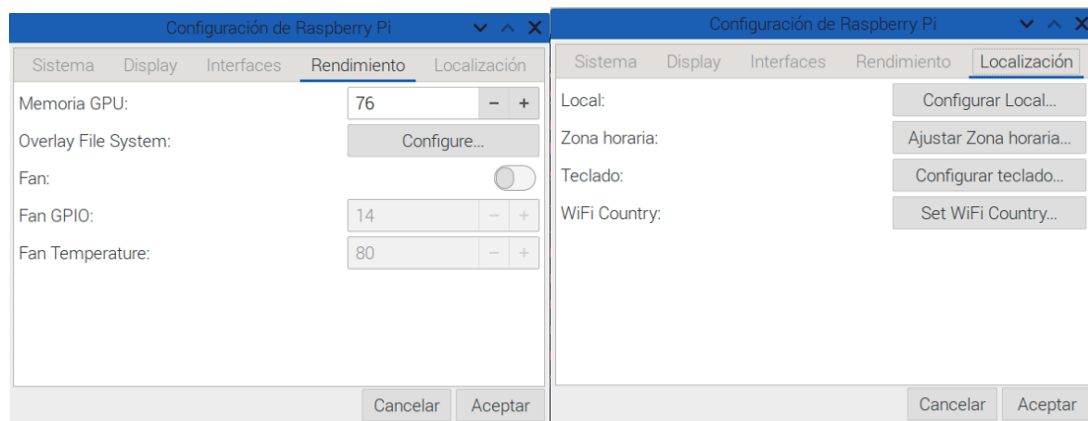 Configuración de Raspberry Pi
Sistema Display Interfaces Rendimiento Localización
Memoria GPU: 76 − +
Overlay File System: Configure...
Fan:
Fan GPIO: 14 − +
Fan Temperature: 80 − +
Cancelar Aceptar
Configuración de Raspberry Pi
Sistema Display Interfaces Rendimiento Localización
Local: Configurar Local...
Zona horaria: Ajustar Zona horaria...
Teclado: Configurar teclado...
WiFi Country: Set WiFi Country...
Cancelar Aceptar